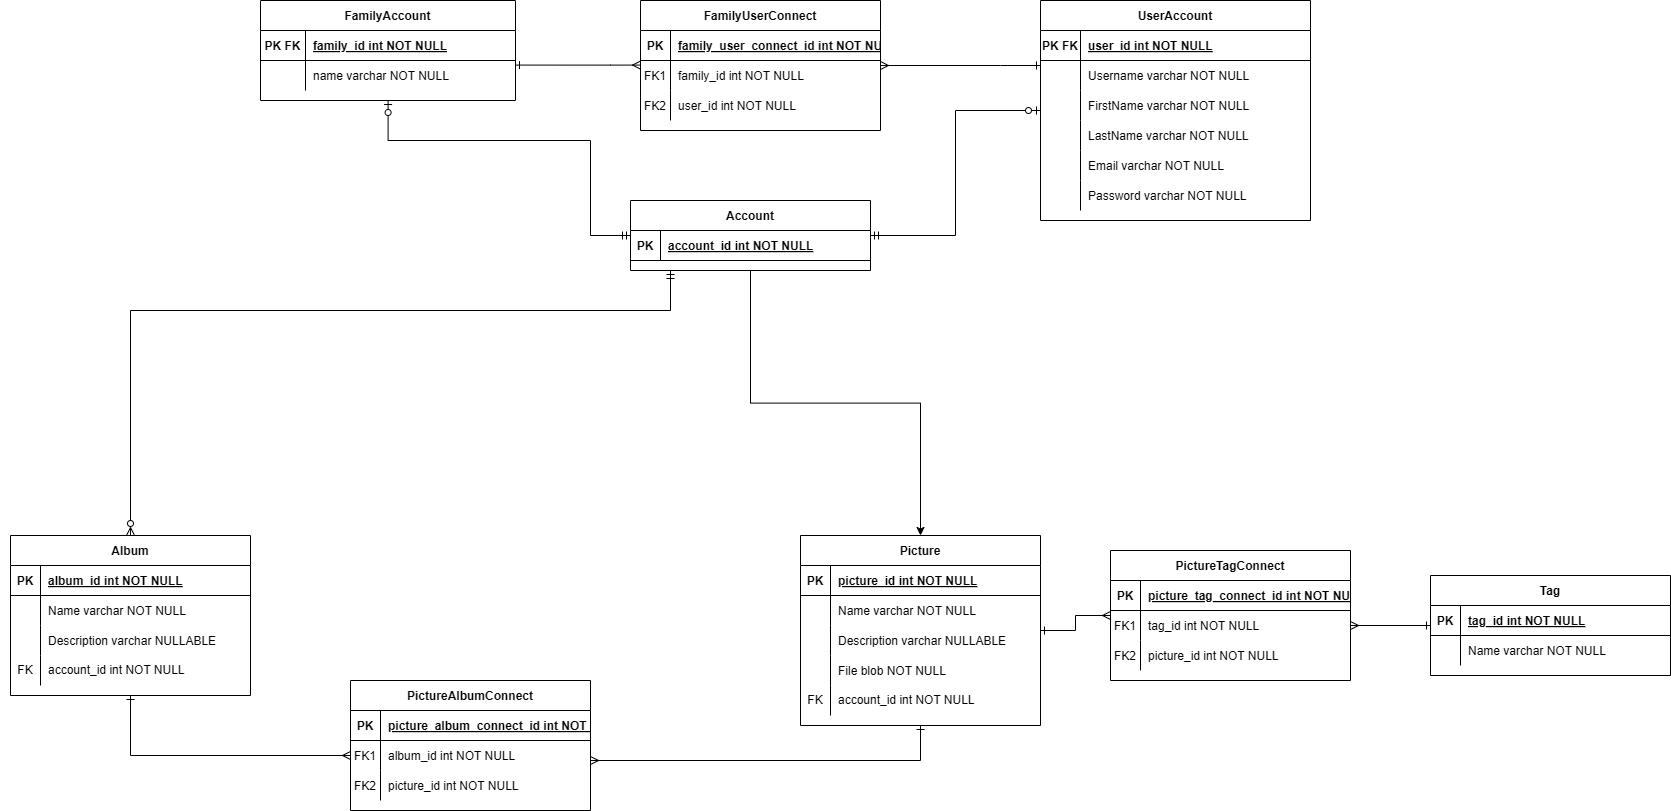 FamilyAccount
PK FK family_id int NOT NULL
name varchar NOT NULL
FamilyUserConnect
PK family_user_connect_id int NOT NU
FK1 family_id int NOT NULL
FK2 user_id int NOT NULL
UserAccount
PK FK user_id int NOT NULL
Username varchar NOT NULL
FirstName varchar NOT NULL
LastName varchar NOT NULL
Email varchar NOT NULL
Password varchar NOT NULL
Account
PK account_id int NOT NULL
Album
PK album_id int NOT NULL
Name varchar NOT NULL
Description varchar NULLABLE
FK account_id int NOT NULL
PictureAlbumConnect
PK picture_album_connect_id int NOT
FK1 album_id int NOT NULL
FK2 picture_id int NOT NULL
Picture
PK picture_id int NOT NULL
Name varchar NOT NULL
Description varchar NULLABLE
File blob NOT NULL
FK account_id int NOT NULL
PictureTagConnect
PK picture_tag_connect_id int NOT NU
FK1 tag_id int NOT NULL
FK2 picture_id int NOT NULL
Tag
PK tag_id int NOT NULL
Name varchar NOT NULL